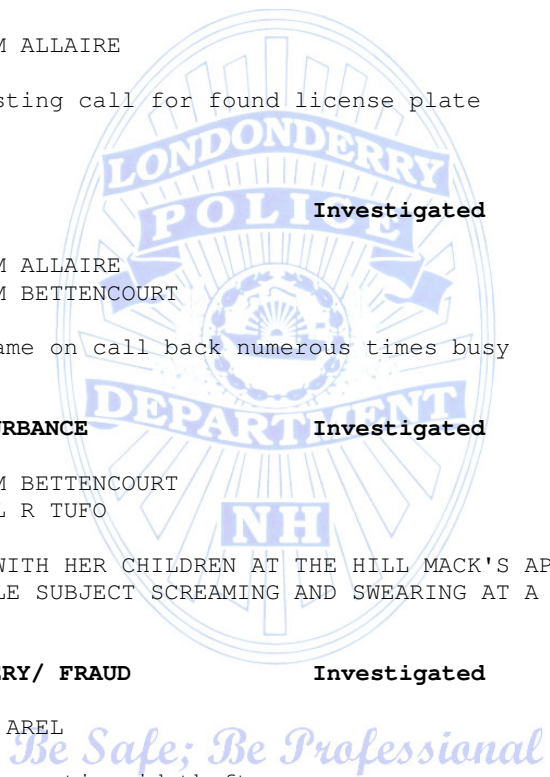 M ALLAIRE
sting call for found license plate
LONDONDERRY
POLICE
Investigated
M ALLAIRE
M BETTENCOURT
ame on call back numerous times busy
DEPARTMENT
URBANCE Investigated
M BETTENCOURT
L R TUFO
NH
WITH HER CHILDREN AT THE HILL MACK'S AP
LE SUBJECT SCREAMING AND SWEARING AT A
ERY/ FRAUD Investigated
AREL
Be Safe; Be Professional